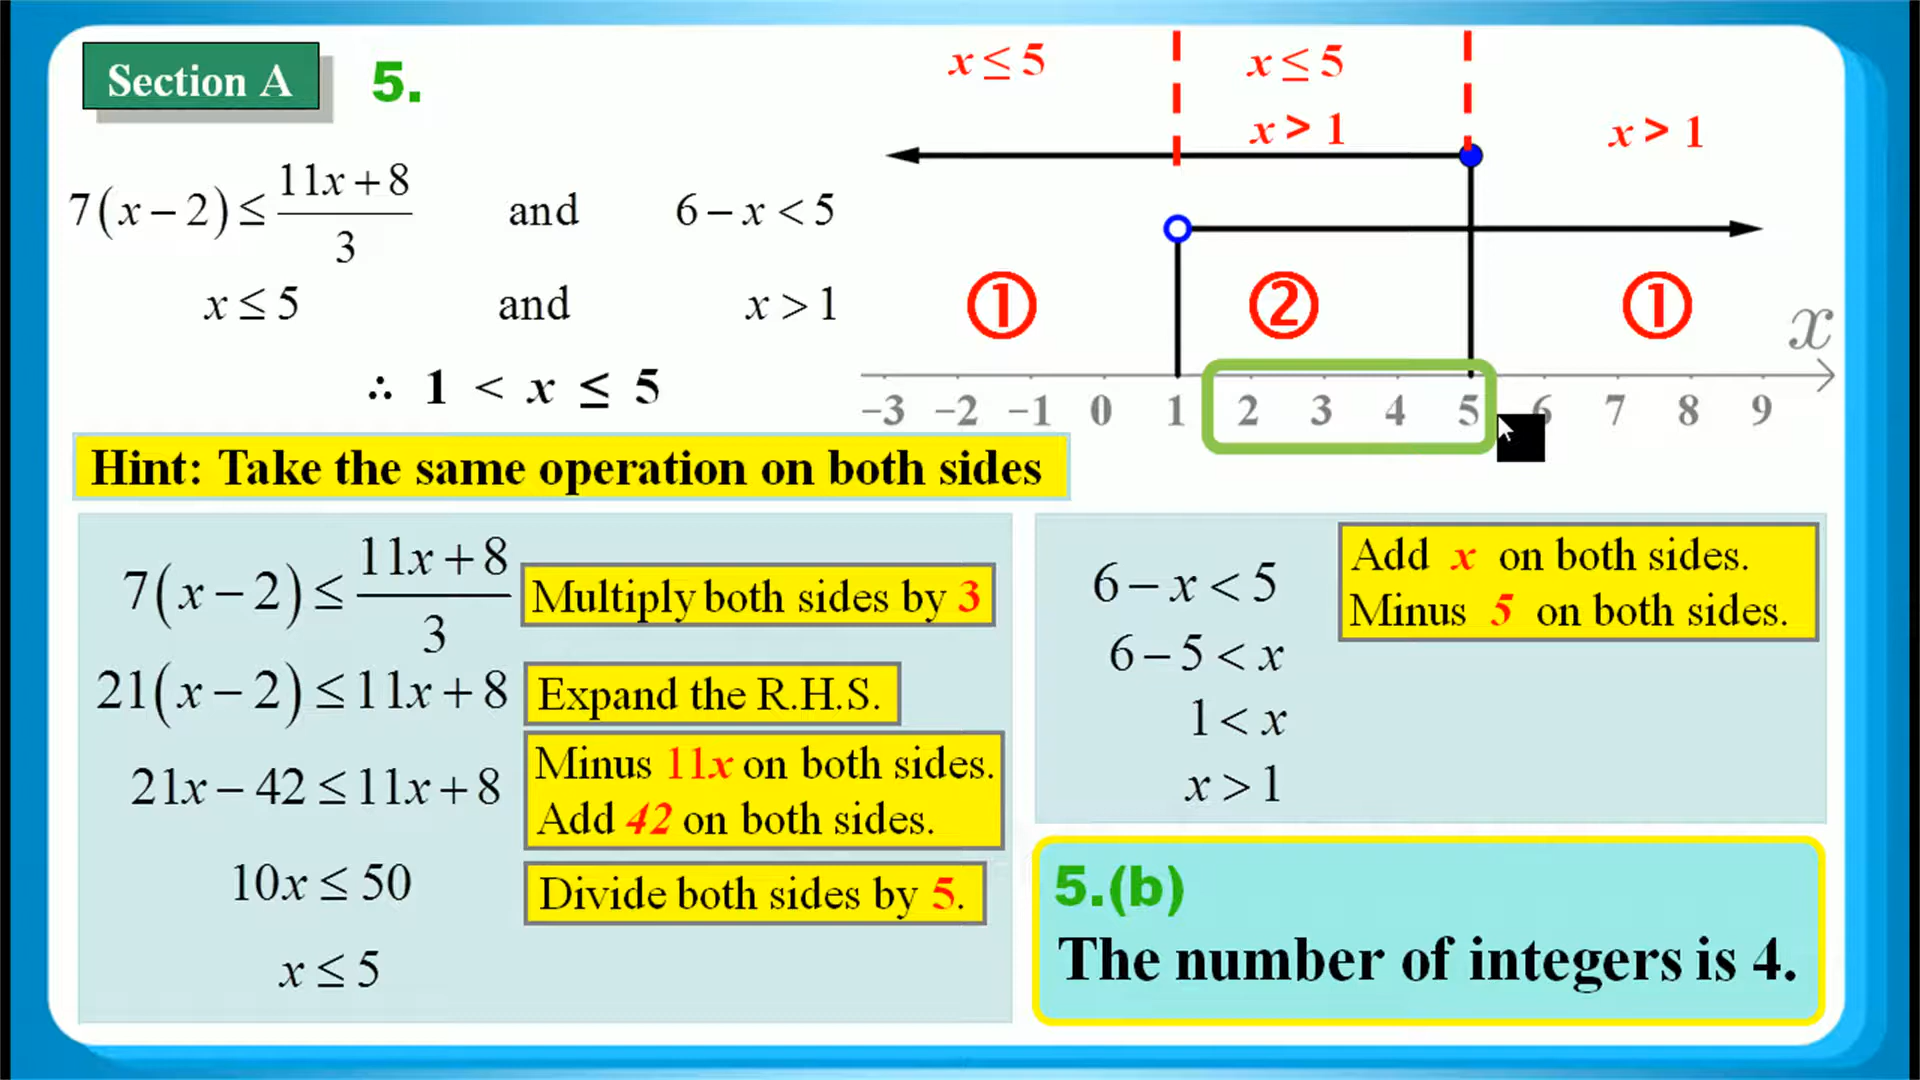 Section A 5.
x ≤ 5 x ≤ 5
x > 1 x > 1
7(x − 2) ≤ (11x + 8)/3 and 6 − x < 5
x ≤ 5 and x > 1
① ② ① x
∴ 1 < x ≤ 5
−3 −2 −1 0 1 2 3 4 5 6 7 8 9
Hint: Take the same operation on both sides
7(x − 2) ≤ (11x + 8)/3 Multiply both sides by 3
21(x − 2) ≤ 11x + 8 Expand the R.H.S.
21x − 42 ≤ 11x + 8 Minus 11x on both sides.
Add 42 on both sides.
10x ≤ 50 Divide both sides by 5.
x ≤ 5
6 − x < 5 Add x on both sides.
Minus 5 on both sides.
6 − 5 < x
1 < x
x > 1
5.(b)
The number of integers is 4.